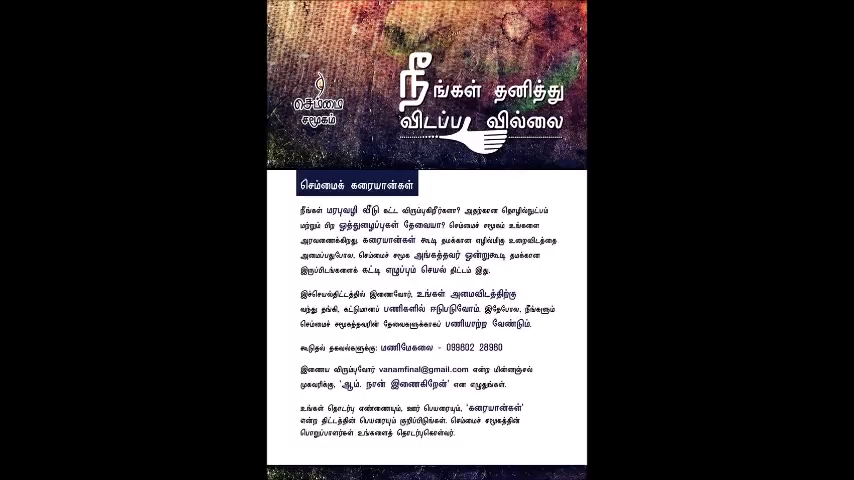 செம்மை
சமூகம்
நீங்கள் தனித்து
விடப்படவில்லை
செம்மைக் கரையான்கள்
நீங்கள் மரபுவழி வீடு கட்ட விரும்புகிறீர்களா? அதற்கான தொழில்நுட்பம்
மற்றும் பிற ஒத்துழைப்புகள் தேவையா? செம்மைச் சமூகம் உங்களை
அரவணைக்கிறது. கரையான்கள் கூடி தமக்கான எழில்மிகு உறைவிடத்தை
அமைப்பதுபோல, செம்மைச் சமூக அங்கத்தவர் ஒன்றுகூடி தமக்கான
இருப்பிடங்களைக் கட்டி எழுப்பும் செயல் திட்டம் இது.
இச்செயல்திட்டத்தில் இணைவோர், உங்கள் அமைவிடத்திற்கு
வந்து தங்கி, கட்டுமானப் பணிகளில் ஈடுபடுவோம். இதேபோல, நீங்களும்
செம்மைச் சமூகத்தவரின் தேவைகளுக்காகப் பணியாற்ற வேண்டும்.
கூடுதல் தகவல்களுக்கு: மணிமேகலை - 099802 28960
இணைய விரும்புவோர் vanamfinal@gmail.com என்ற மின்னஞ்சல்
முகவரிக்கு, 'ஆம். நான் இணைகிறேன்' என எழுதுங்கள்.
உங்கள் தொடர்பு எண்ணையும், ஊர் பெயரையும், 'கரையான்கள்'
என்ற திட்டத்தின் பெயரையும் குறிப்பிடுங்கள். செம்மைச் சமூகத்தின்
பொறுப்பாளர்கள் உங்களைத் தொடர்புகொள்வர்.